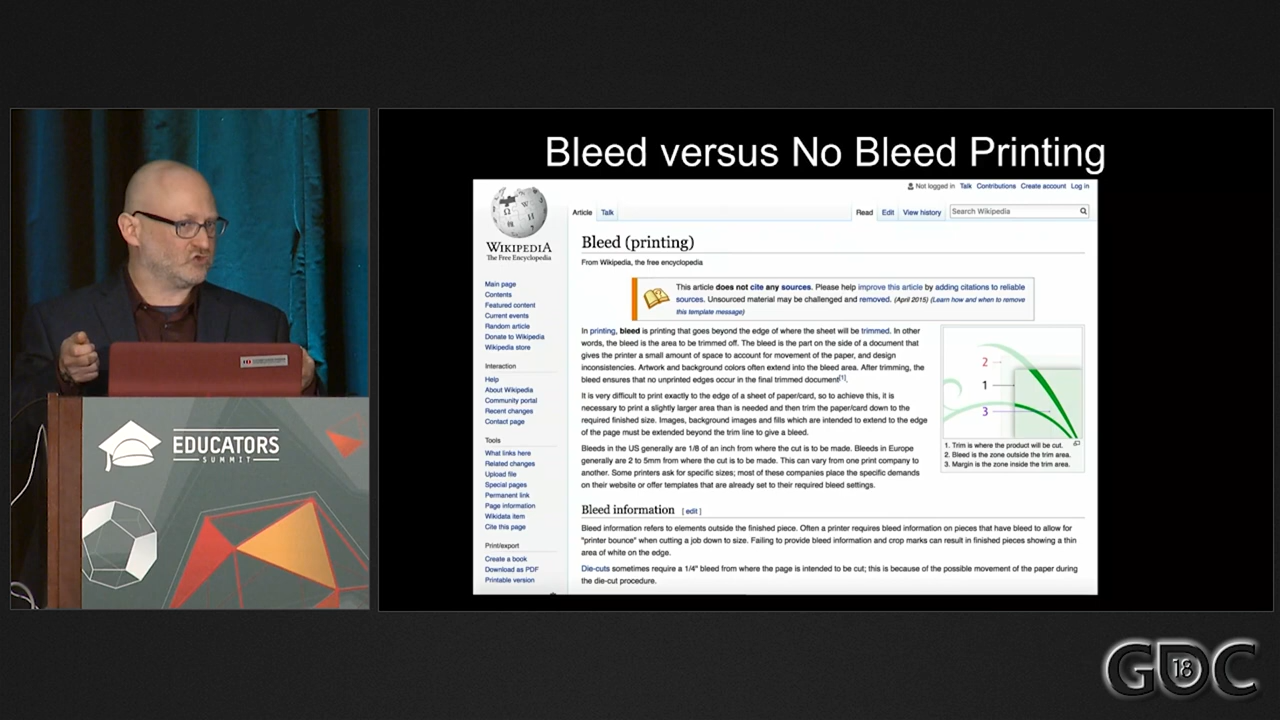 EDUCATORS
SUMMIT
Bleed versus No Bleed Printing
WIKIPEDIA
The Free Encyclopedia
Main page
Contents
Featured content
Current events
Random article
Donate to Wikipedia
Wikipedia store
Interaction
Help
About Wikipedia
Community portal
Recent changes
Contact page
Tools
What links here
Related changes
Upload file
Special pages
Permanent link
Page information
Wikidata item
Cite this page
Print/export
Create a book
Download as PDF
Printable version
Not logged in Talk Contributions Create account Log in
Article Talk Read Edit View history Search Wikipedia
Bleed (printing)
From Wikipedia, the free encyclopedia
This article does not cite any sources. Please help improve this article by adding citations to reliable
sources. Unsourced material may be challenged and removed. (April 2015) (Learn how and when to remove
this template message)
In printing, bleed is printing that goes beyond the edge of where the sheet will be trimmed. In other
words, the bleed is the area to be trimmed off. The bleed is the part on the side of a document that
gives the printer a small amount of space to account for movement of the paper, and design
inconsistencies. Artwork and background colors often extend into the bleed area. After trimming, the
bleed ensures that no unprinted edges occur in the final trimmed document[1].
It is very difficult to print exactly to the edge of a sheet of paper/card, so to achieve this, it is
necessary to print a slightly larger area than is needed and then trim the paper/card down to the
required finished size. Images, background images and fills which are intended to extend to the edge
of the page must be extended beyond the trim line to give a bleed.
Bleeds in the US generally are 1/8 of an inch from where the cut is to be made. Bleeds in Europe
generally are 2 to 5mm from where the cut is to be made. This can vary from one print company to
another. Some printers ask for specific sizes; most of these companies place the specific demands
on their website or offer templates that are already set to their required bleed settings.
2
1
3
1. Trim is where the product will be cut.
2. Bleed is the zone outside the trim area.
3. Margin is the zone inside the trim area.
Bleed information [ edit ]
Bleed information refers to elements outside the finished piece. Often a printer requires bleed information on pieces that have bleed to allow for
"printer bounce" when cutting a job down to size. Failing to provide bleed information and crop marks can result in finished pieces showing a thin
area of white on the edge.
Die-cuts sometimes require a 1/4" bleed from where the page is intended to be cut; this is because of the possible movement of the paper during
the die-cut procedure.
GDC
18